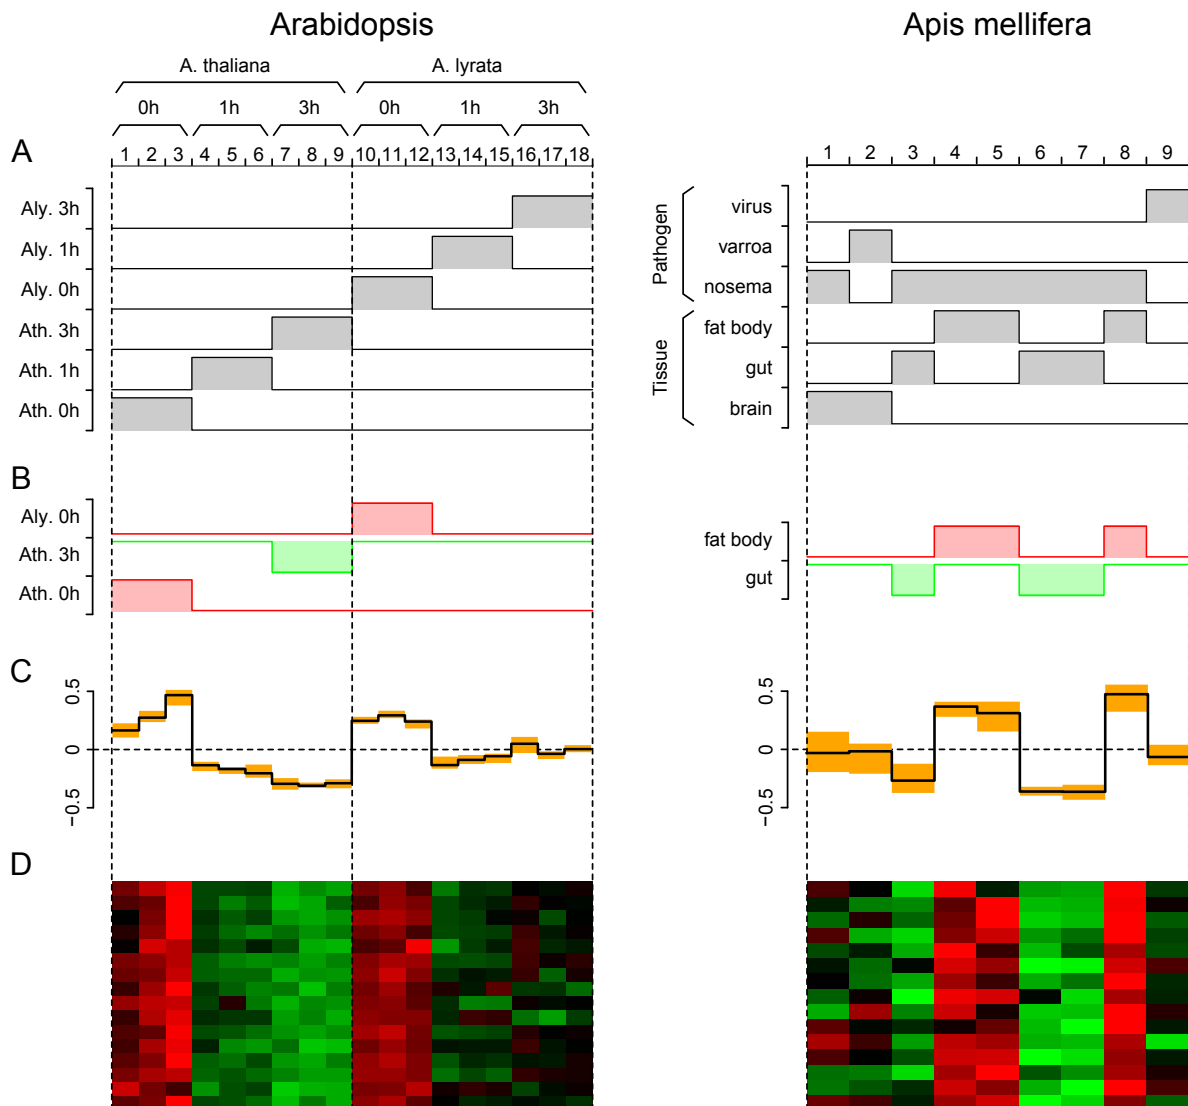 Arabidopsis
Apis mellifera
A. thaliana
A. lyrata
0h 1h 3h 0h 1h 3h
A
1 2 3 4 5 6 7 8 9 10 11 12 13 14 15 16 17 18
1 2 3 4 5 6 7 8 9
Aly. 3h
Aly. 1h
Aly. 0h
Ath. 3h
Ath. 1h
Ath. 0h
Pathogen
virus
varroa
nosema
Tissue
fat body
gut
brain
B
Aly. 0h
Ath. 3h
Ath. 0h
fat body
gut
C
0.5
0
−0.5
0.5
0
−0.5
D